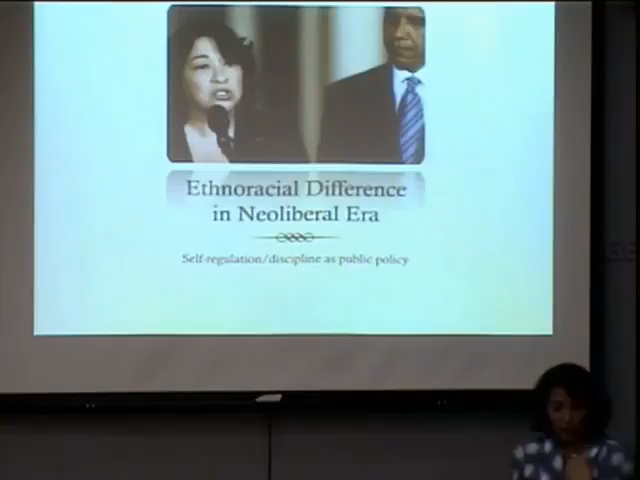 Ethnoracial Difference
in Neoliberal Era
Self-regulation/discipline as public policy